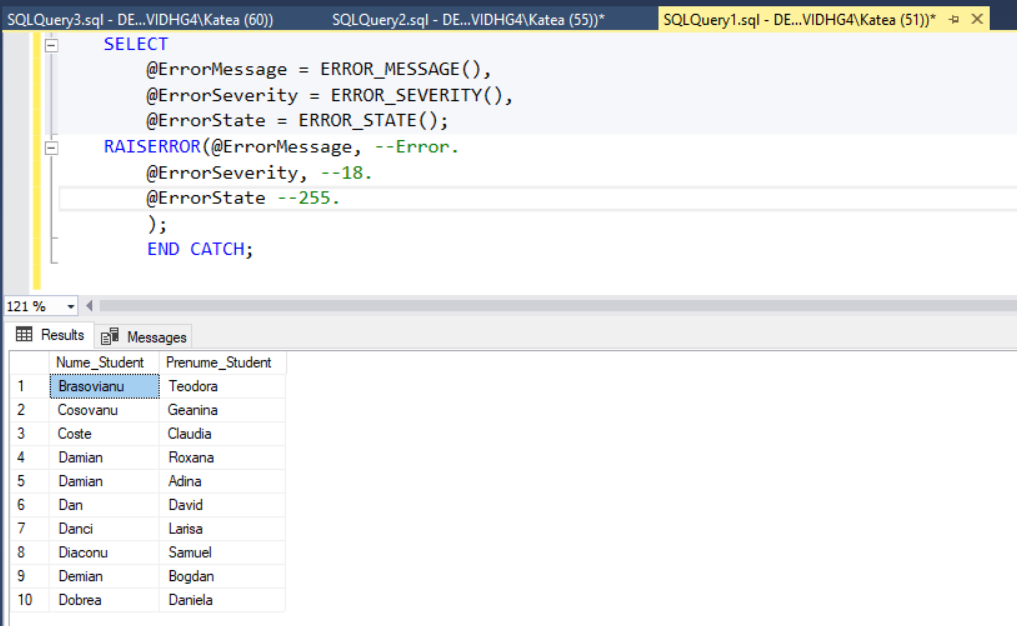 SQLQuery3.sql - DE...VIDHG4\Katea (60)) SQLQuery2.sql - DE...VIDHG4\Katea (55))* SQLQuery1.sql - DE...VIDHG4\Katea (51))*
SELECT
@ErrorMessage = ERROR_MESSAGE(),
@ErrorSeverity = ERROR_SEVERITY(),
@ErrorState = ERROR_STATE();
RAISERROR(@ErrorMessage, --Error.
@ErrorSeverity, --18.
@ErrorState --255.
);
END CATCH;
121 %
Results Messages
Nume_Student Prenume_Student
1 Brasovianu Teodora
2 Cosovanu Geanina
3 Coste Claudia
4 Damian Roxana
5 Damian Adina
6 Dan David
7 Danci Larisa
8 Diaconu Samuel
9 Demian Bogdan
10 Dobrea Daniela